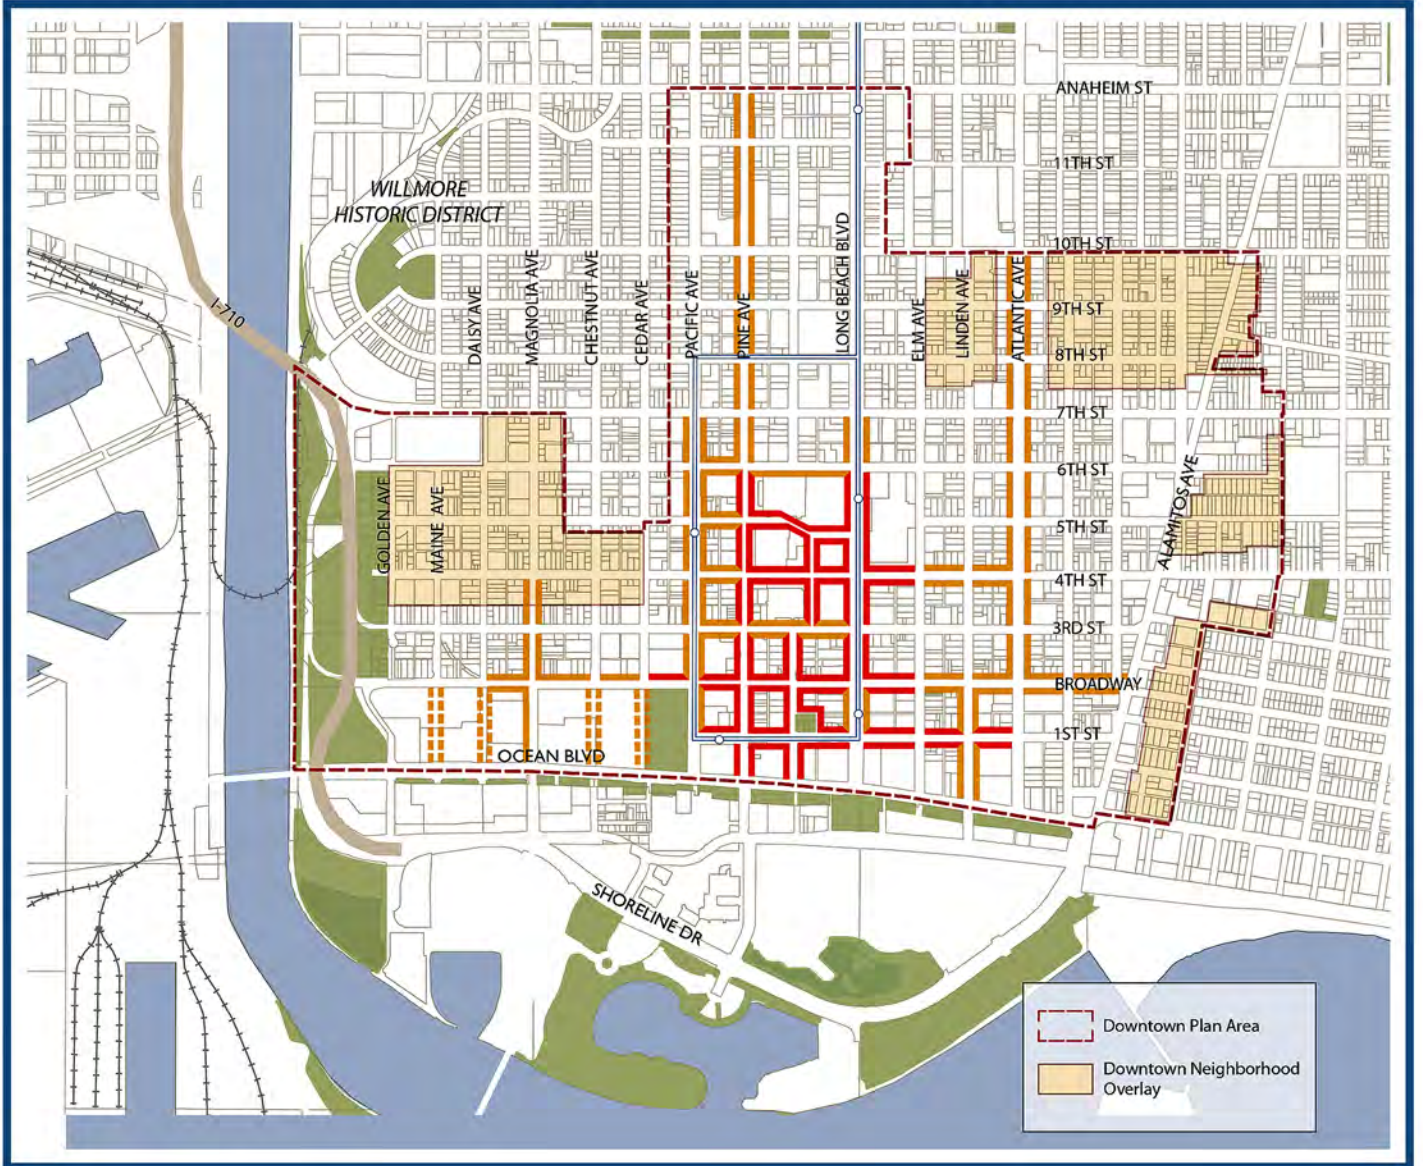 ANAHEIM ST
11TH ST
WILLMORE
HISTORIC DISTRICT
10TH ST
I-710
DAISY AVE
MAGNOLIA AVE
CHESTNUT AVE
CEDAR AVE
PACIFIC AVE
PINE AVE
LONG BEACH BLVD
ELM AVE
LINDEN AVE
ATLANTIC AVE
9TH ST
8TH ST
7TH ST
6TH ST
GOLDEN AVE
MAINE AVE
ALAMITOS AVE
5TH ST
4TH ST
3RD ST
BROADWAY
1ST ST
OCEAN BLVD
SHORELINE DR
Downtown Plan Area
Downtown Neighborhood
Overlay